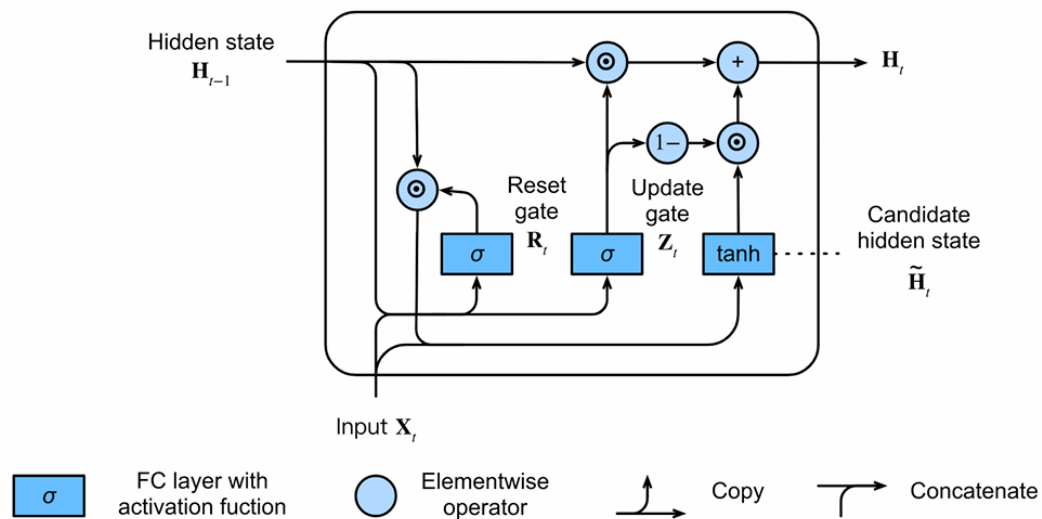 Hidden state
H_{t−1}
H_t
+
1−
Reset
gate
R_t
Update
gate
Z_t
Candidate
hidden state
H̃_t
σ
σ
tanh
Input X_t
σ
FC layer with
activation fuction
Elementwise
operator
Copy
Concatenate